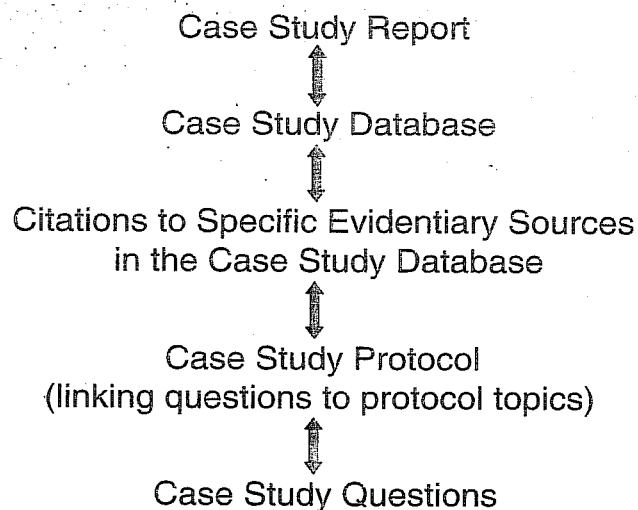 Case Study Report
Case Study Database
Citations to Specific Evidentiary Sources
in the Case Study Database
Case Study Protocol
(linking questions to protocol topics)
Case Study Questions